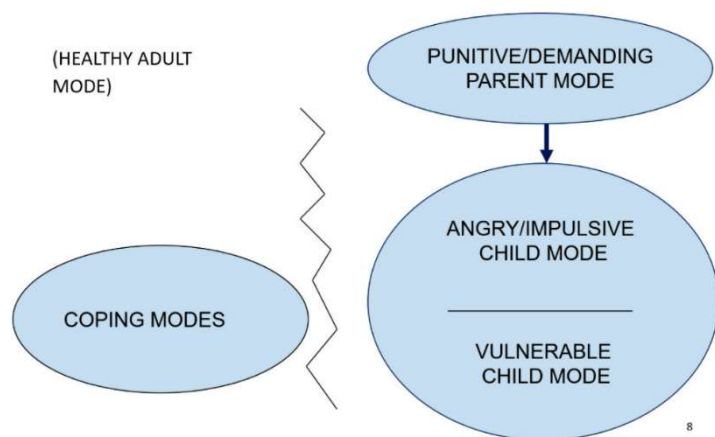 (HEALTHY ADULT
MODE)
PUNITIVE/DEMANDING
PARENT MODE
ANGRY/IMPULSIVE
CHILD MODE
COPING MODES
VULNERABLE
CHILD MODE
8